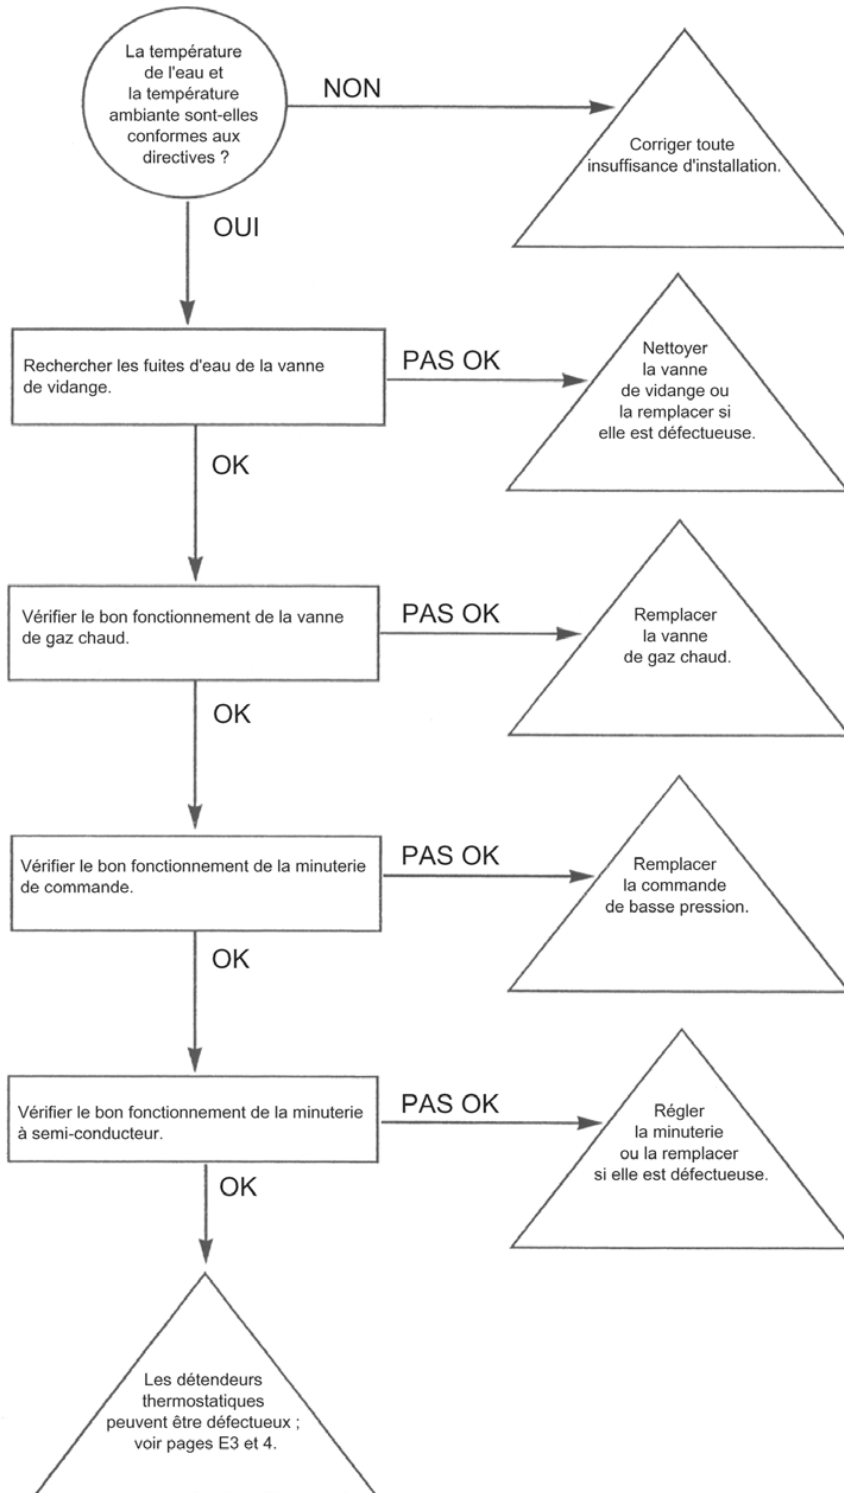 La température
de l'eau et
la température
ambiante sont-elles
conformes aux
directives ?
NON
Corriger toute
insuffisance d'installation.
OUI
Rechercher les fuites d'eau de la vanne
de vidange.
PAS OK
Nettoyer
la vanne
de vidange ou
la remplacer si
elle est défectueuse.
OK
Vérifier le bon fonctionnement de la vanne
de gaz chaud.
PAS OK
Remplacer
la vanne
de gaz chaud.
OK
Vérifier le bon fonctionnement de la minuterie
de commande.
PAS OK
Remplacer
la commande
de basse pression.
OK
Vérifier le bon fonctionnement de la minuterie
à semi-conducteur.
PAS OK
Régler
la minuterie
ou la remplacer
si elle est défectueuse.
OK
Les détendeurs
thermostatiques
peuvent être défectueux ;
voir pages E3 et 4.